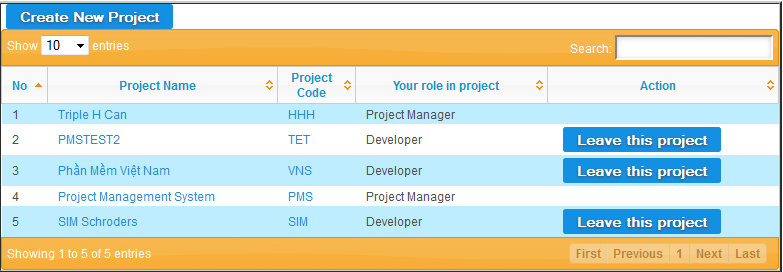 Create New Project
Show 10 entries Search:
No Project Name Project Code Your role in project Action
1 Triple H Can HHH Project Manager
2 PMSTEST2 TET Developer Leave this project
3 Phần Mềm Việt Nam VNS Developer Leave this project
4 Project Management System PMS Project Manager
5 SIM Schroders SIM Developer Leave this project
Showing 1 to 5 of 5 entries First Previous 1 Next Last